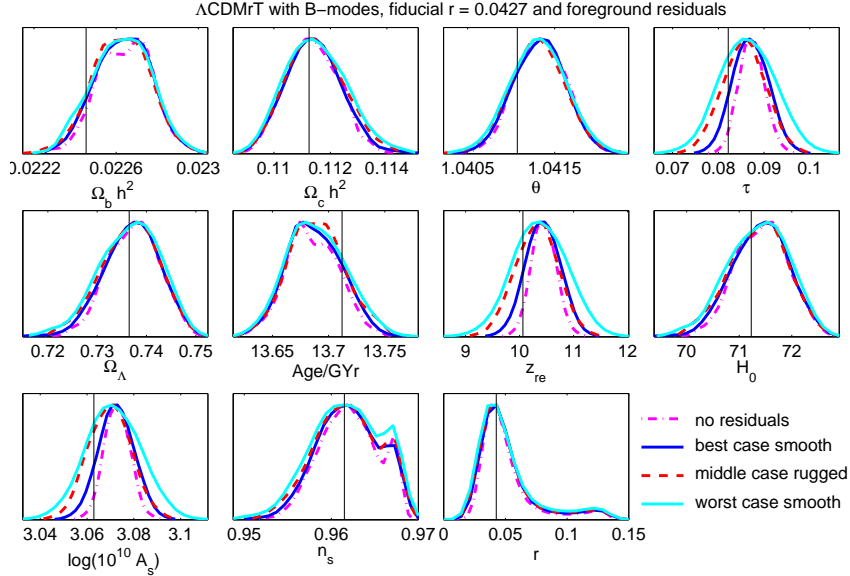 ΛCDMrT with B−modes, fiducial r = 0.0427 and foreground residuals
0.0222 0.0226 0.023
Ω_b h^2
0.11 0.112 0.114
Ω_c h^2
1.0405 1.0415
θ
0.07 0.08 0.09 0.1
τ
0.72 0.73 0.74 0.75
Ω_Λ
13.65 13.7 13.75
Age/GYr
9 10 11 12
z_re
70 71 72
H_0
3.04 3.06 3.08 3.1
log(10^10 A_s)
0.95 0.96 0.97
n_s
0 0.05 0.1 0.15
r
no residuals
best case smooth
middle case rugged
worst case smooth